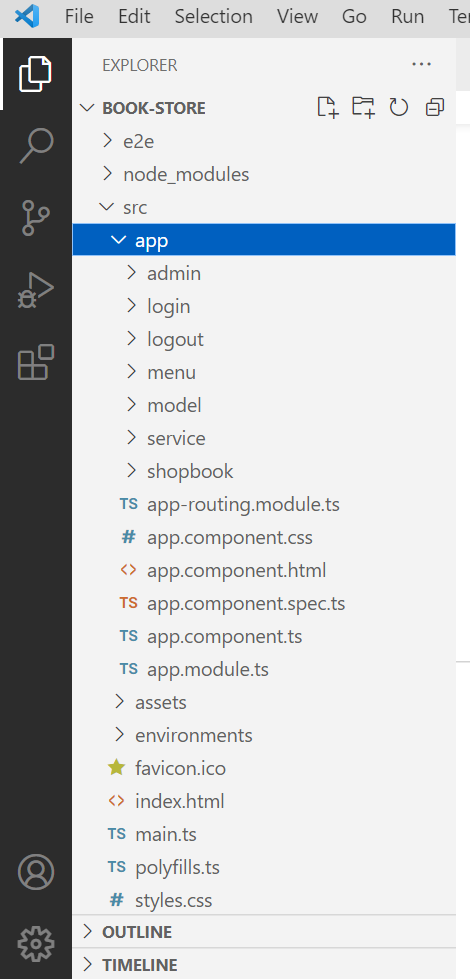 File Edit Selection View Go Run
EXPLORER ...
BOOK-STORE
e2e
node_modules
src
app
admin
login
logout
menu
model
service
shopbook
TS app-routing.module.ts
# app.component.css
<> app.component.html
TS app.component.spec.ts
TS app.component.ts
TS app.module.ts
assets
environments
favicon.ico
<> index.html
TS main.ts
TS polyfills.ts
# styles.css
OUTLINE
TIMELINE